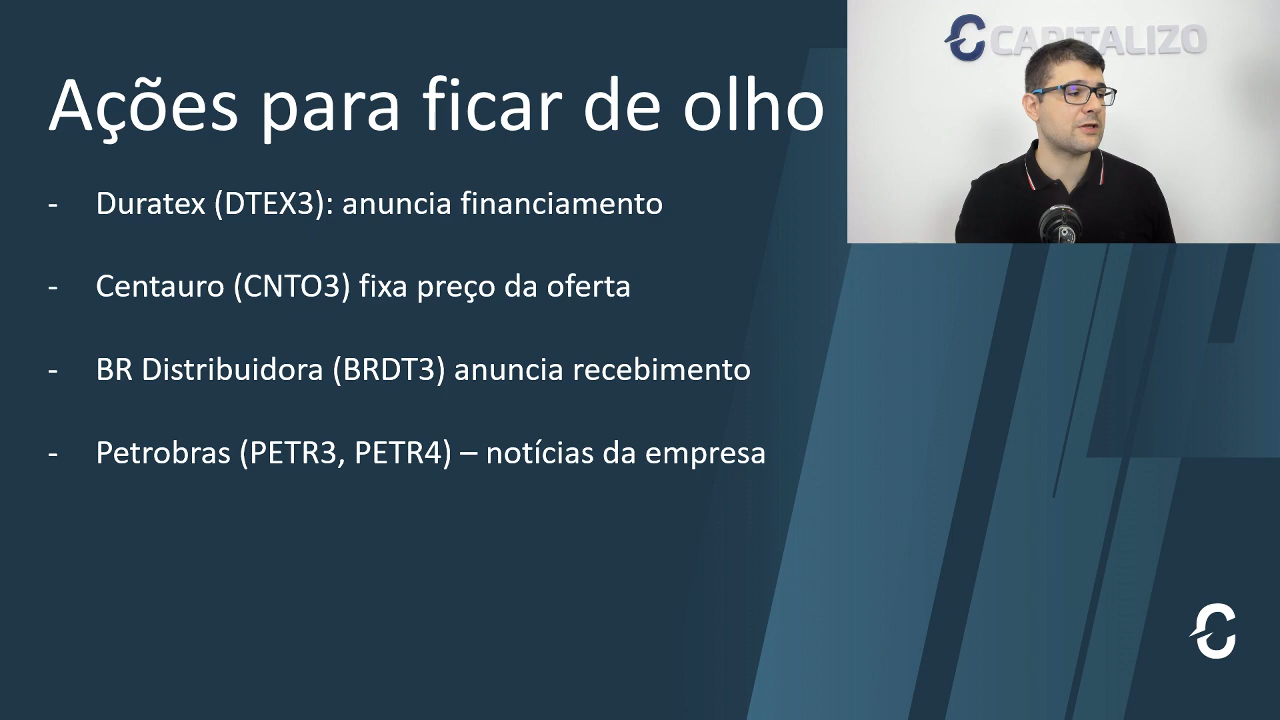 Ações para ficar de olho
CAPITALIZO
- Duratex (DTEX3): anuncia financiamento
- Centauro (CNTO3) fixa preço da oferta
- BR Distribuidora (BRDT3) anuncia recebimento
- Petrobras (PETR3, PETR4) – notícias da empresa